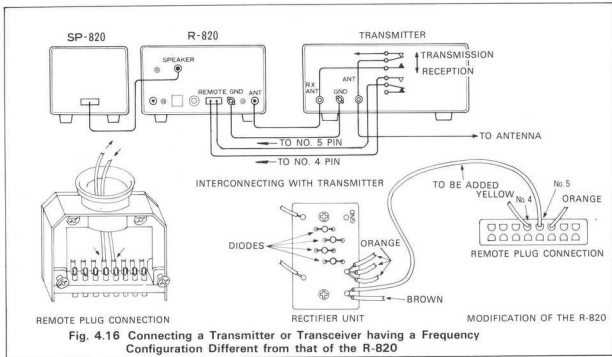 SP-820
R-820
TRANSMITTER
SPEAKER
REMOTE GND ANT
RX ANT
GND
ANT
TRANSMISSION
RECEPTION
TO ANTENNA
TO NO. 5 PIN
TO NO. 4 PIN
INTERCONNECTING WITH TRANSMITTER
TO BE ADDED
YELLOW
No. 4
No. 5
ORANGE
GND
DIODES
ORANGE
BROWN
REMOTE PLUG CONNECTION
REMOTE PLUG CONNECTION
RECTIFIER UNIT
MODIFICATION OF THE R-820
Fig. 4.16 Connecting a Transmitter or Transceiver having a Frequency
Configuration Different from that of the R-820